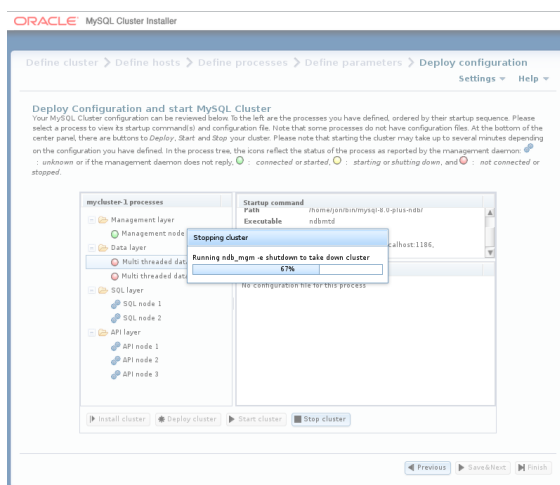 ORACLE® MySQL Cluster Installer
Define cluster > Define hosts > Define processes > Define parameters > Deploy configuration
Settings Help
Deploy Configuration and start MySQL Cluster
Your MySQL Cluster configuration can be reviewed below. To the left are the processes you have defined, ordered by their startup sequence. Please
select a process to view its startup command(s) and configuration file. Note that some processes do not have configuration files. At the bottom of the
center panel, there are buttons to Deploy, Start and Stop your cluster. Please note that starting the cluster may take up to several minutes depending
on the configuration you have defined. In the process tree, the icons reflect the status of the process as reported by the management daemon:
: unknown or if the management daemon does not reply, : connected or started, : starting or shutting down, and : not connected or
stopped.
mycluster-1 processes
Management layer
Management node
Data layer
Multi threaded dat
Multi threaded dat
SQL layer
SQL node 1
SQL node 2
API layer
API node 1
API node 2
API node 3
Startup command
Path /home/jon/bin/mysql-8.0-plus-ndb/
Executable ndbmtd
calhost:1186,
No configuration file for this process
Stopping cluster
Running ndb_mgm -e shutdown to take down cluster
67%
Install cluster Deploy cluster Start cluster Stop cluster
Previous Save&Next Finish